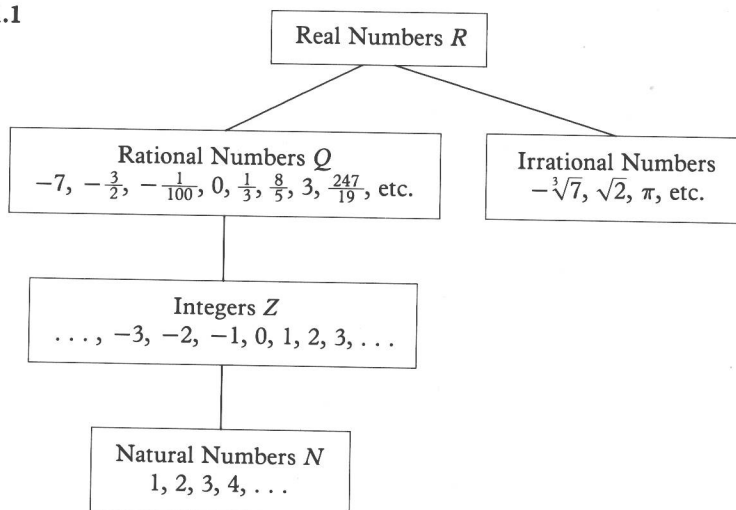 .1
Real Numbers R
Rational Numbers Q
−7, −3/2, −1/100, 0, 1/3, 8/5, 3, 247/19, etc.
Irrational Numbers
−∛7, √2, π, etc.
Integers Z
. . . , −3, −2, −1, 0, 1, 2, 3, . . .
Natural Numbers N
1, 2, 3, 4, . . .